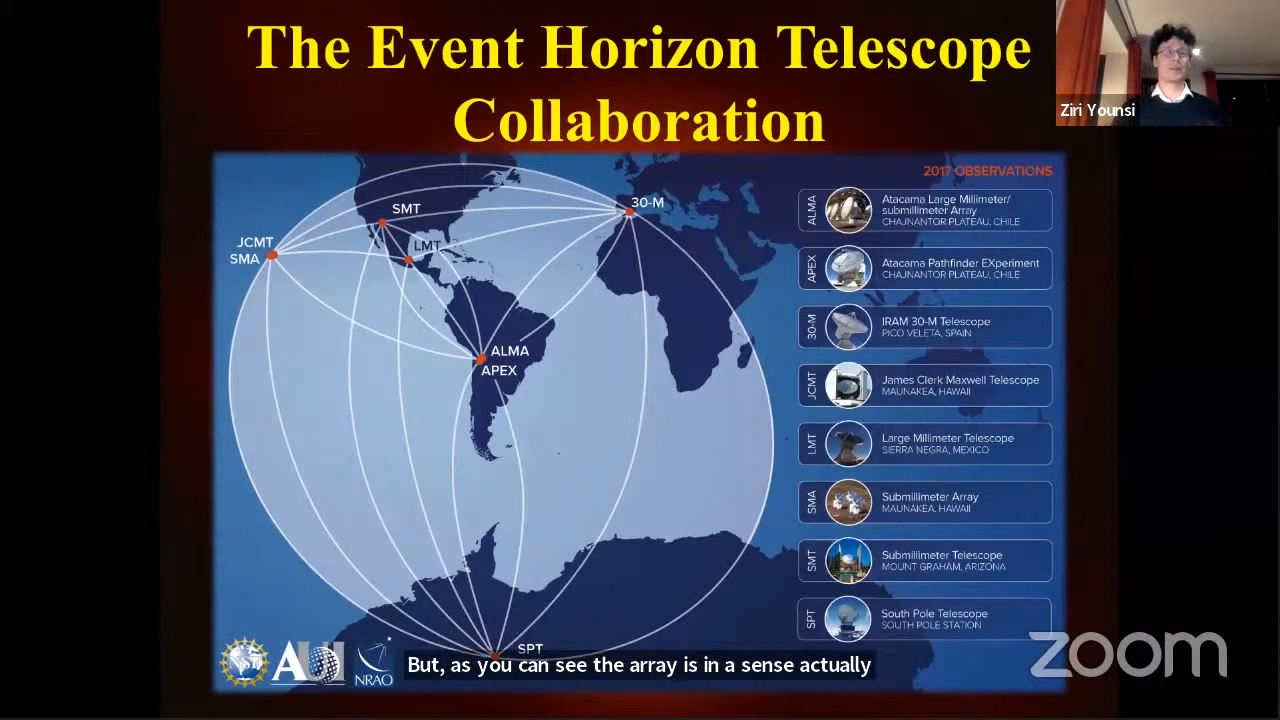 The Event Horizon Telescope
Collaboration
Ziri Younsi
2017 OBSERVATIONS
SMT
30-M
JCMT
SMA
LMT
ALMA
APEX
SPT
ALMA
Atacama Large Millimeter/
submillimeter Array
CHAJNANTOR PLATEAU, CHILE
APEX
Atacama Pathfinder EXperiment
CHAJNANTOR PLATEAU, CHILE
30-M
IRAM 30-M Telescope
PICO VELETA, SPAIN
JCMT
James Clerk Maxwell Telescope
MAUNAKEA, HAWAII
LMT
Large Millimeter Telescope
SIERRA NEGRA, MEXICO
SMA
Submillimeter Array
MAUNAKEA, HAWAII
SMT
Submillimeter Telescope
MOUNT GRAHAM, ARIZONA
SPT
South Pole Telescope
SOUTH POLE STATION
NSF
AUI
NRAO
But, as you can see the array is in a sense actually
zoom